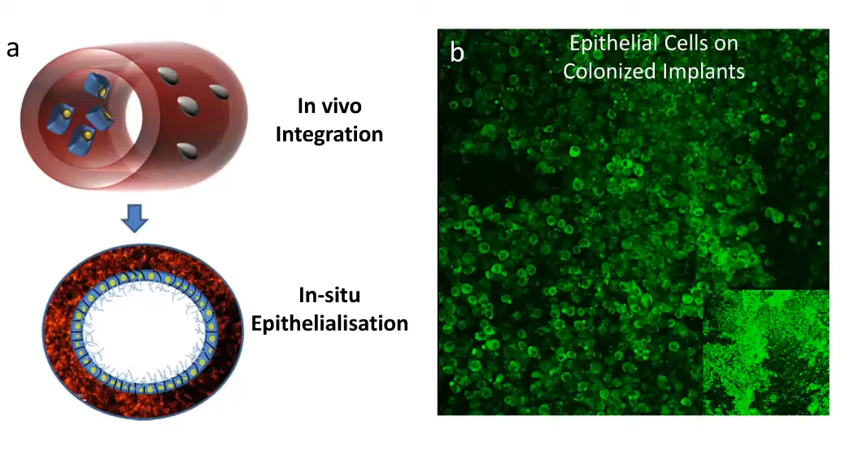 a
In vivo
Integration
In-situ
Epithelialisation
b
Epithelial Cells on
Colonized Implants